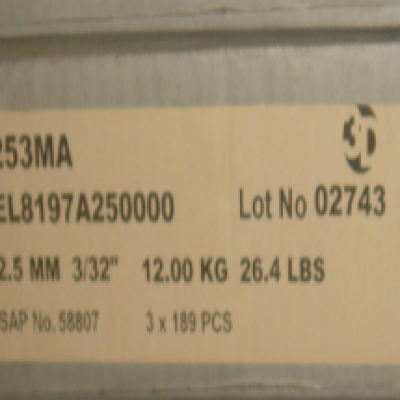 253MA
EL8197A250000 Lot No 02743
2.5 MM 3/32" 12.00 KG 26.4 LBS
SAP No. 58807 3 x 189 PCS